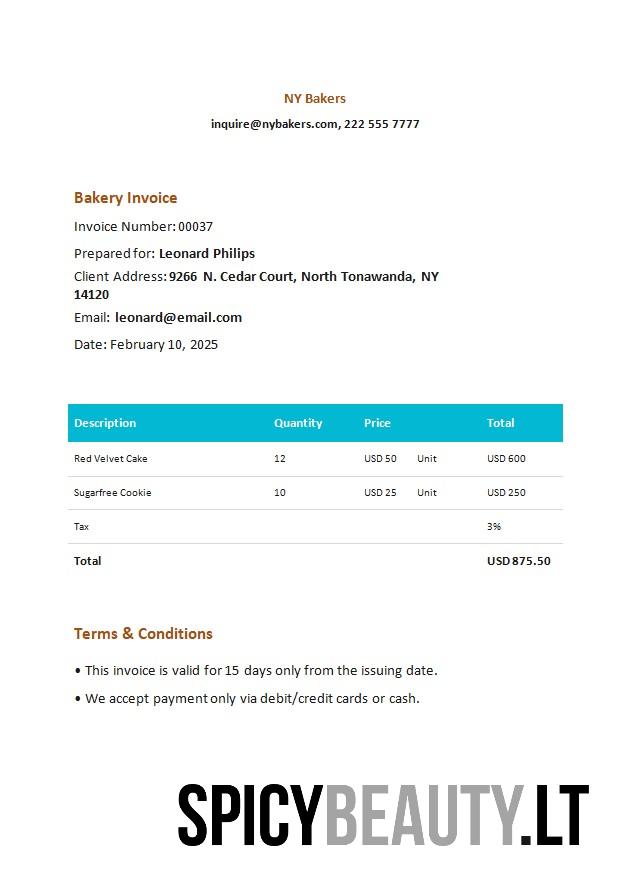 NY Bakers
inquire@nybakers.com, 222 555 7777
Bakery Invoice
Invoice Number: 00037
Prepared for: Leonard Philips
Client Address: 9266 N. Cedar Court, North Tonawanda, NY
14120
Email: leonard@email.com
Date: February 10, 2025
Description Quantity Price Total
Red Velvet Cake 12 USD 50 Unit USD 600
Sugarfree Cookie 10 USD 25 Unit USD 250
Tax 3%
Total USD 875.50
Terms & Conditions
• This invoice is valid for 15 days only from the issuing date.
• We accept payment only via debit/credit cards or cash.
SPICYBEAUTY.LT